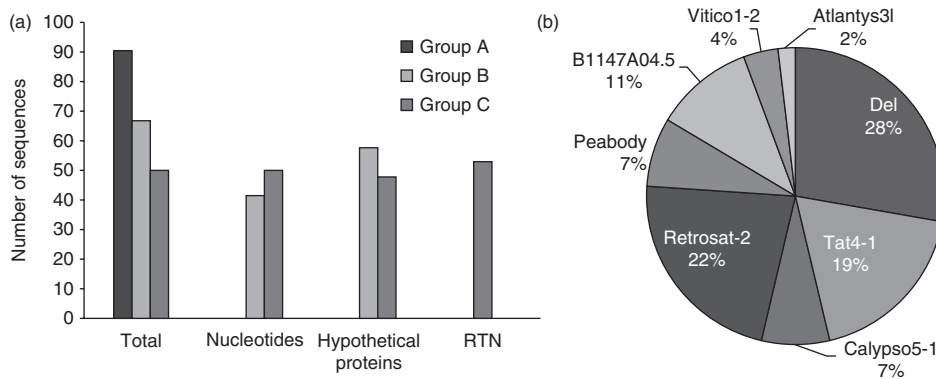 (a)
Number of sequences
100
90
80
70
60
50
40
30
20
10
0
Group A
Group B
Group C
Total
Nucleotides
Hypothetical
proteins
RTN
(b)
Vitico1-2
4%
Atlantys3l
2%
B1147A04.5
11%
Del
28%
Peabody
7%
Retrosat-2
22%
Tat4-1
19%
Calypso5-1
7%